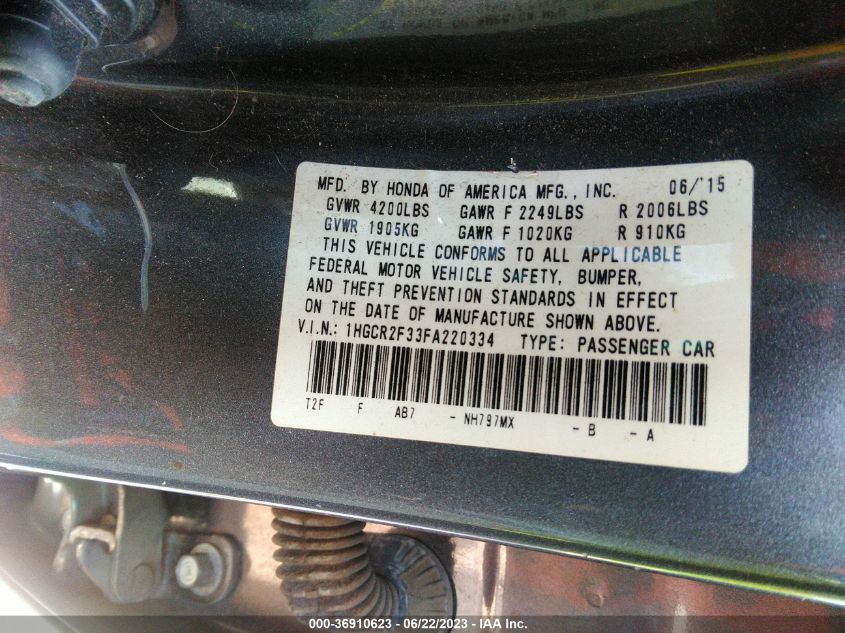 MFD. BY HONDA OF AMERICA MFG., INC. 06/'15
GVWR 4200LBS GAWR F 2249LBS R 2006LBS
GVWR 1905KG GAWR F 1020KG R 910KG
THIS VEHICLE CONFORMS TO ALL APPLICABLE
FEDERAL MOTOR VEHICLE SAFETY, BUMPER,
AND THEFT PREVENTION STANDARDS IN EFFECT
ON THE DATE OF MANUFACTURE SHOWN ABOVE.
V.I.N.: 1HGCR2F33FA220334 TYPE: PASSENGER CAR
T2F F AB7 - NH797MX - B - A
000-36910623 - 06/22/2023 - IAA Inc.